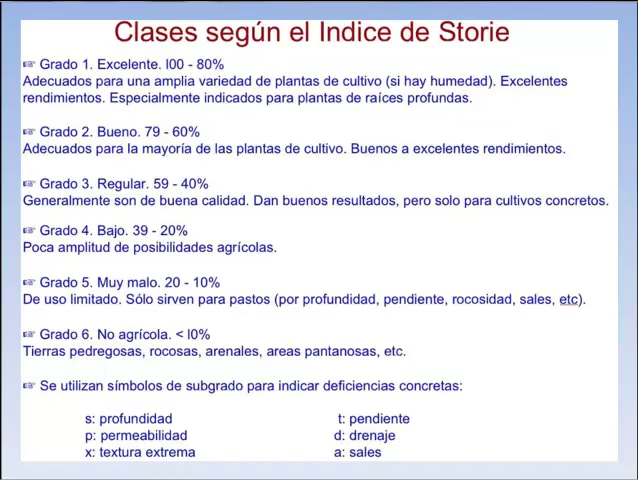 Clases según el Indice de Storie
☞ Grado 1. Excelente. l00 - 80%
Adecuados para una amplia variedad de plantas de cultivo (si hay humedad). Excelentes
rendimientos. Especialmente indicados para plantas de raíces profundas.
☞ Grado 2. Bueno. 79 - 60%
Adecuados para la mayoría de las plantas de cultivo. Buenos a excelentes rendimientos.
☞ Grado 3. Regular. 59 - 40%
Generalmente son de buena calidad. Dan buenos resultados, pero solo para cultivos concretos.
☞ Grado 4. Bajo. 39 - 20%
Poca amplitud de posibilidades agrícolas.
☞ Grado 5. Muy malo. 20 - 10%
De uso limitado. Sólo sirven para pastos (por profundidad, pendiente, rocosidad, sales, etc).
☞ Grado 6. No agrícola. < l0%
Tierras pedregosas, rocosas, arenales, areas pantanosas, etc.
☞ Se utilizan símbolos de subgrado para indicar deficiencias concretas:
s: profundidad t: pendiente
p: permeabilidad d: drenaje
x: textura extrema a: sales